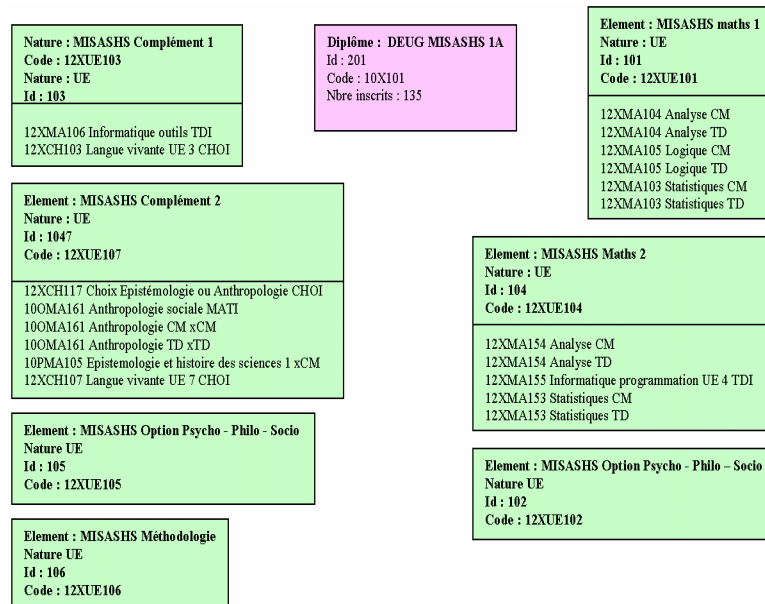 Nature : MISASHS Complément 1
Code : 12XUE103
Nature : UE
Id : 103
12XMA106 Informatique outils TDI
12XCH103 Langue vivante UE 3 CHOI
Diplôme : DEUG MISASHS 1A
Id : 201
Code : 10X101
Nbre inscrits : 135
Element : MISASHS maths 1
Nature : UE
Id : 101
Code : 12XUE101
12XMA104 Analyse CM
12XMA104 Analyse TD
12XMA105 Logique CM
12XMA105 Logique TD
12XMA103 Statistiques CM
12XMA103 Statistiques TD
Element : MISASHS Complément 2
Nature : UE
Id : 1047
Code : 12XUE107
12XCH117 Choix Epistémologie ou Anthropologie CHOI
10OMA161 Anthropologie sociale MATI
10OMA161 Anthropologie CM xCM
10OMA161 Anthropologie TD xTD
10PMA105 Epistemologie et histoire des sciences 1 xCM
12XCH107 Langue vivante UE 7 CHOI
Element : MISASHS Maths 2
Nature : UE
Id : 104
Code : 12XUE104
12XMA154 Analyse CM
12XMA154 Analyse TD
12XMA155 Informatique programmation UE 4 TDI
12XMA153 Statistiques CM
12XMA153 Statistiques TD
Element : MISASHS Option Psycho - Philo - Socio
Nature UE
Id : 105
Code : 12XUE105
Element : MISASHS Option Psycho - Philo – Socio
Nature UE
Id : 102
Code : 12XUE102
Element : MISASHS Méthodologie
Nature UE
Id : 106
Code : 12XUE106